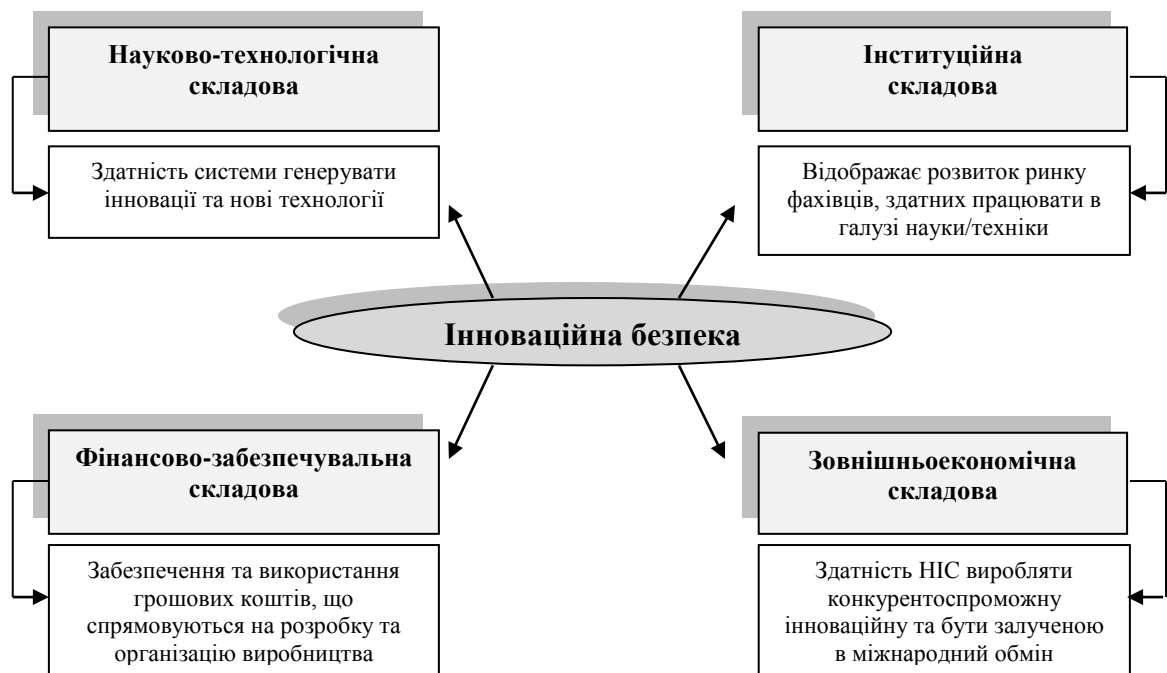 Науково-технологічна
складова
Здатність системи генерувати
інновації та нові технології
Інституційна
складова
Відображає розвиток ринку
фахівців, здатних працювати в
галузі науки/техніки
Інноваційна безпека
Фінансово-забезпечувальна
складова
Забезпечення та використання
грошових коштів, що
спрямовуються на розробку та
організацію виробництва
Зовнішньоекономічна
складова
Здатність НІС виробляти
конкурентоспроможну
інноваційну та бути залученою
в міжнародний обмін